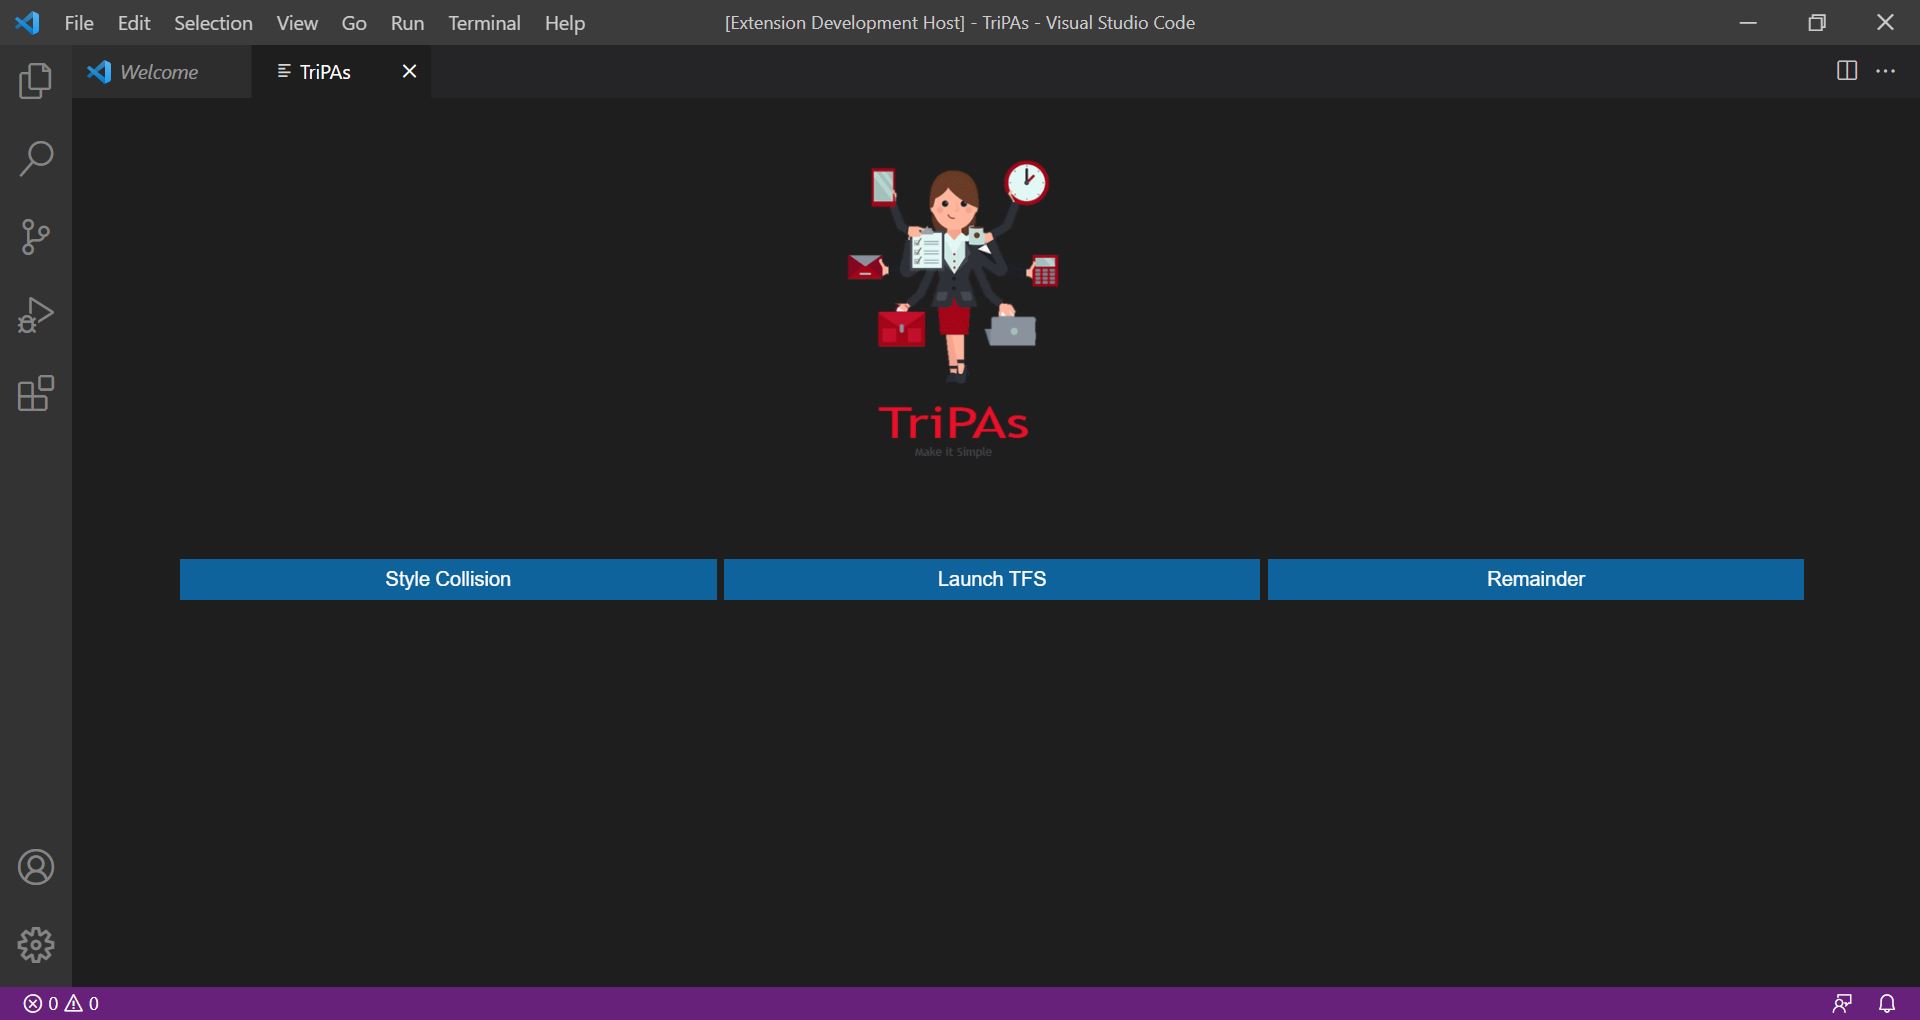 File Edit Selection View Go Run Terminal Help [Extension Development Host] - TriPAs - Visual Studio Code
Welcome TriPAs
TriPAs
Make it Simple
Style Collision Launch TFS Remainder
0 0